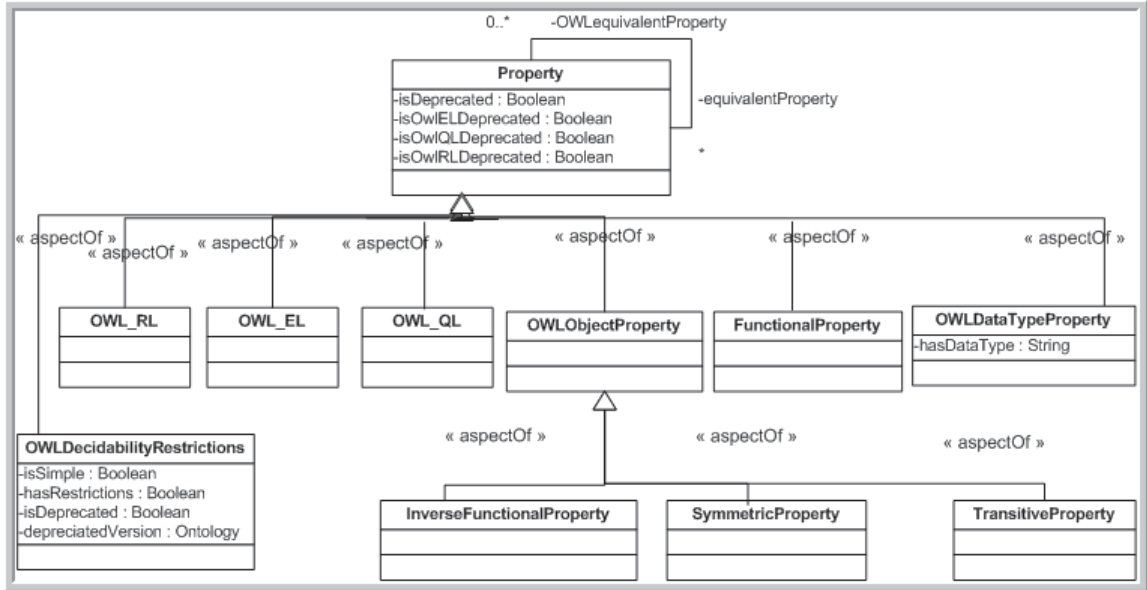 0..* -OWLequivalentProperty
Property
-isDeprecated : Boolean
-isOwlELDeprecated : Boolean
-isOwlQLDeprecated : Boolean
-isOwlRLDeprecated : Boolean
-equivalentProperty
*
« aspectOf »
« aspectOf »
« aspectOf »
« aspectOf »
« aspectOf »
« aspectOf »
« aspectOf »
OWL_RL
OWL_EL
OWL_QL
OWLObjectProperty
FunctionalProperty
OWLDataTypeProperty
-hasDataType : String
OWLDecidabilityRestrictions
-isSimple : Boolean
-hasRestrictions : Boolean
-isDeprecated : Boolean
-depreciatedVersion : Ontology
« aspectOf »
« aspectOf »
« aspectOf »
InverseFunctionalProperty
SymmetricProperty
TransitiveProperty